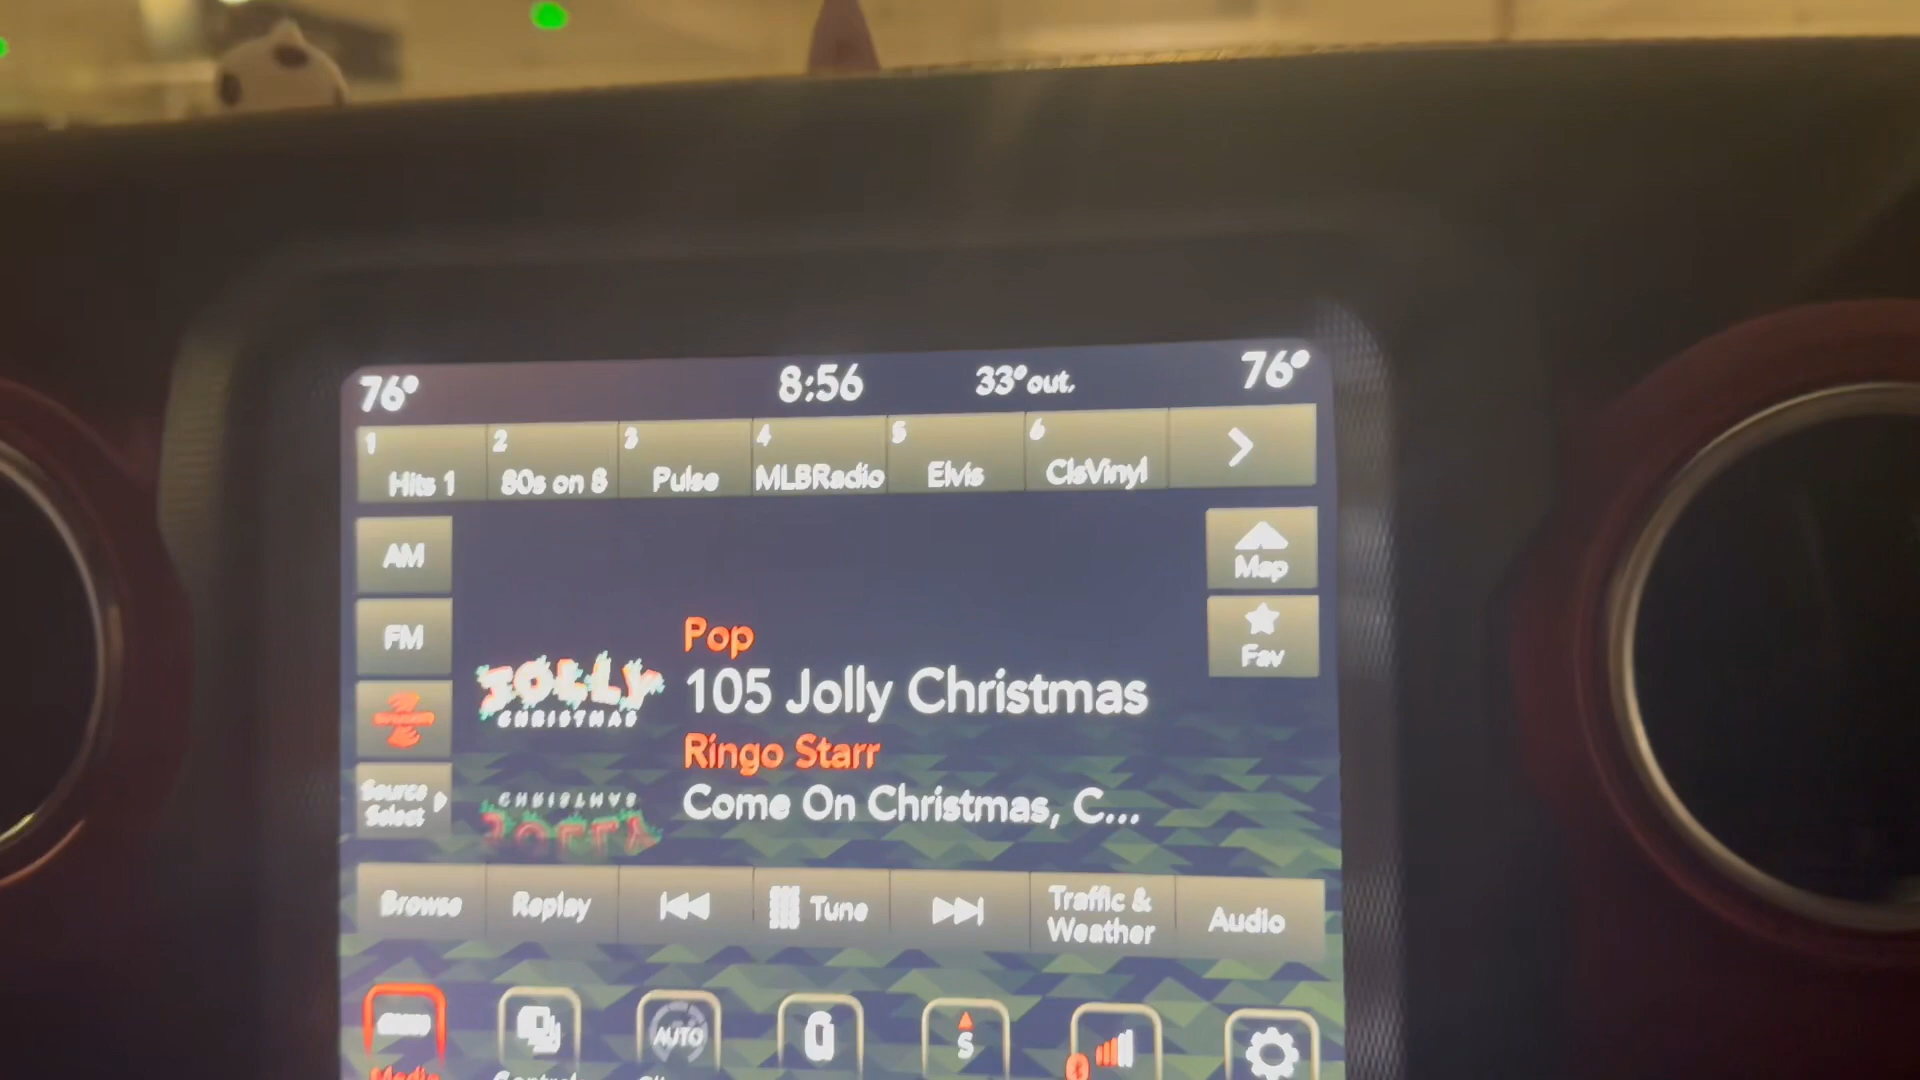 76° 8:56 33° out. 76°
1 2 3 4 5 6
Hits 1 80s on 8 Pulse MLBRadio Elvis ClsVinyl
AM
Map
FM
Fav
Pop
JOLLY
CHRISTMAS
105 Jolly Christmas
Ringo Starr
Come On Christmas, C...
Source
Select
Browse Replay Tune Traffic &
Weather Audio
AUTO
S
Media